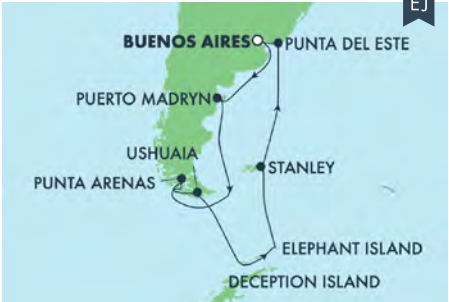 EJ
BUENOS AIRES
PUNTA DEL ESTE
PUERTO MADRYN
USHUAIA
PUNTA ARENAS
STANLEY
ELEPHANT ISLAND
DECEPTION ISLAND